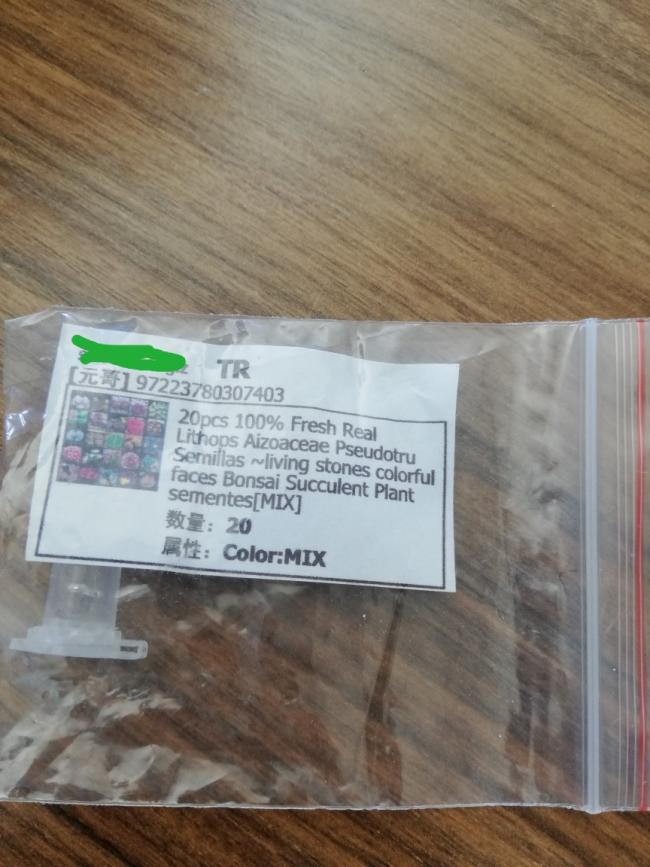 TR
[元哥] 97223780307403
20pcs 100% Fresh Real
Lithops Aizoaceae Pseudotru
Semillas ~living stones colorful
faces Bonsai Succulent Plant
sementes[MIX]
数量： 20
属性： Color:MIX